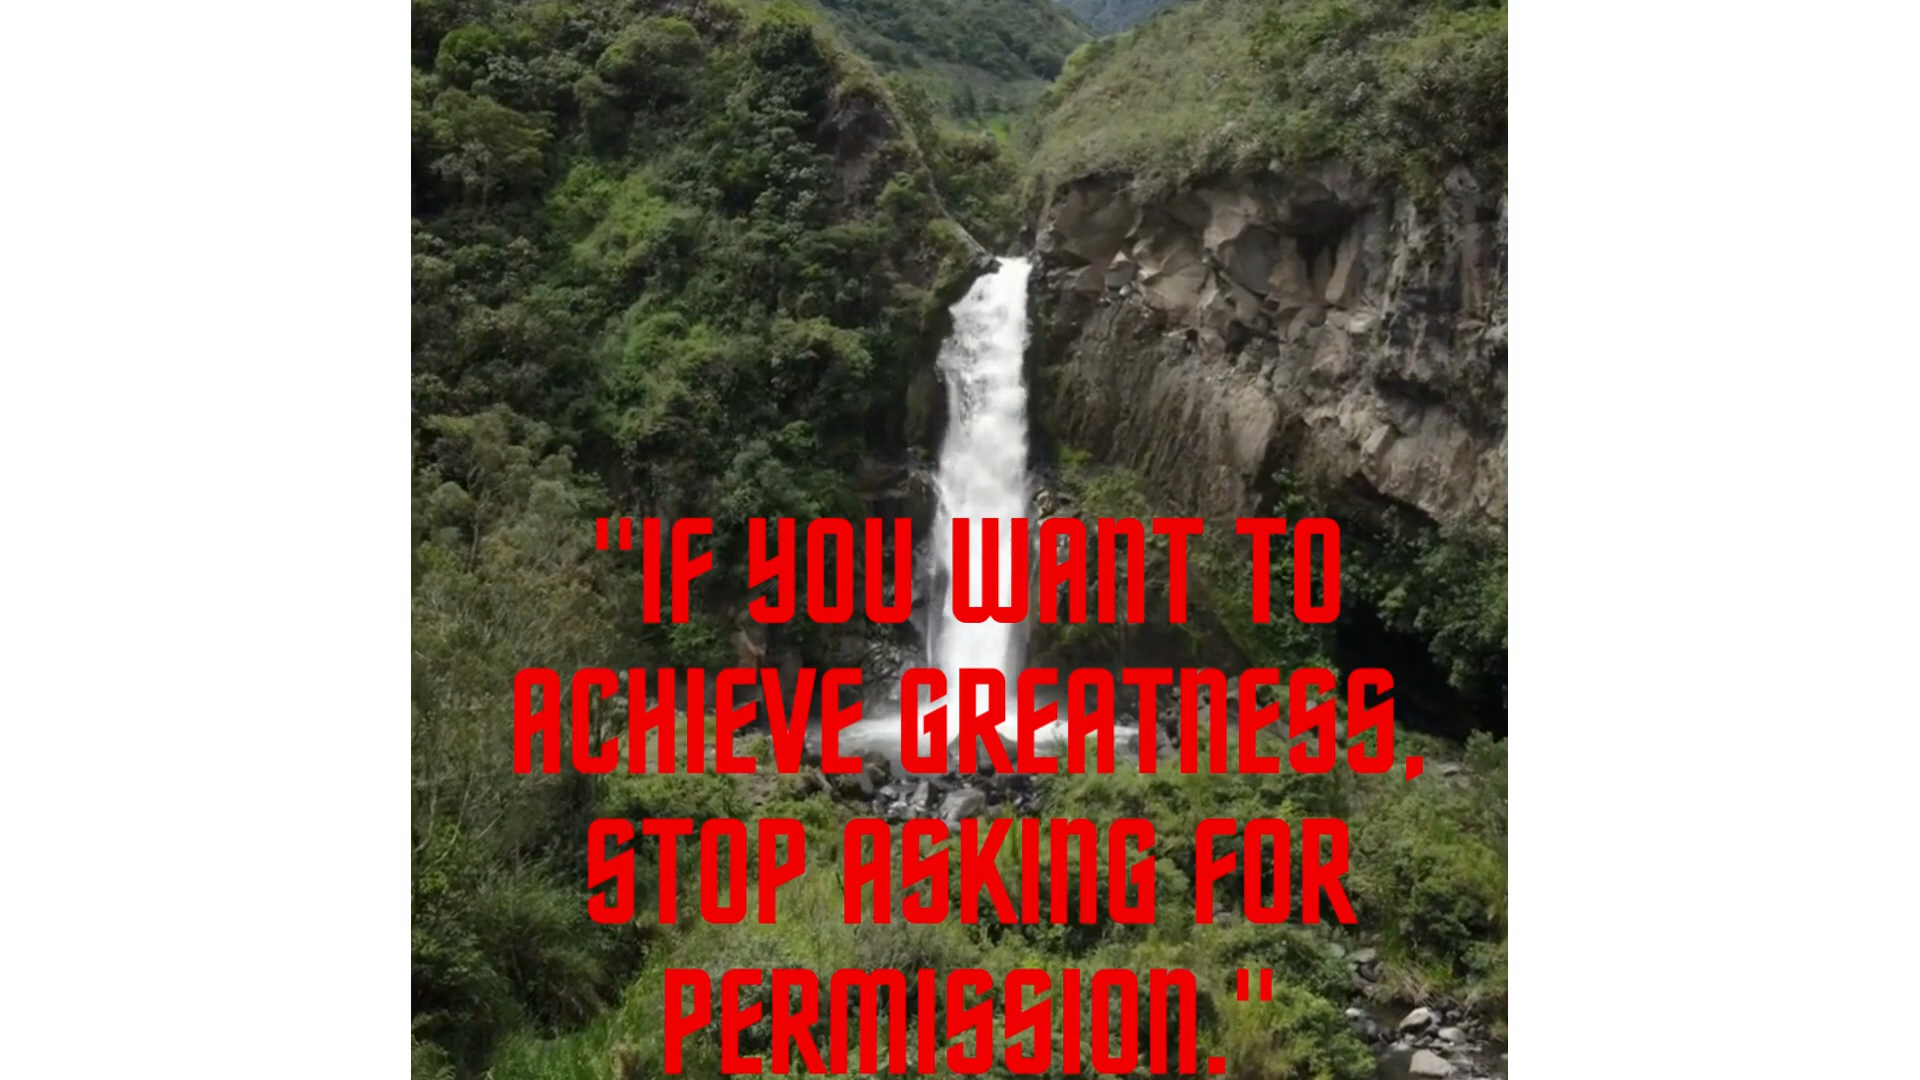 "IF YOU WANT TO
ACHIEVE GREATNESS,
STOP ASKING FOR
PERMISSION."